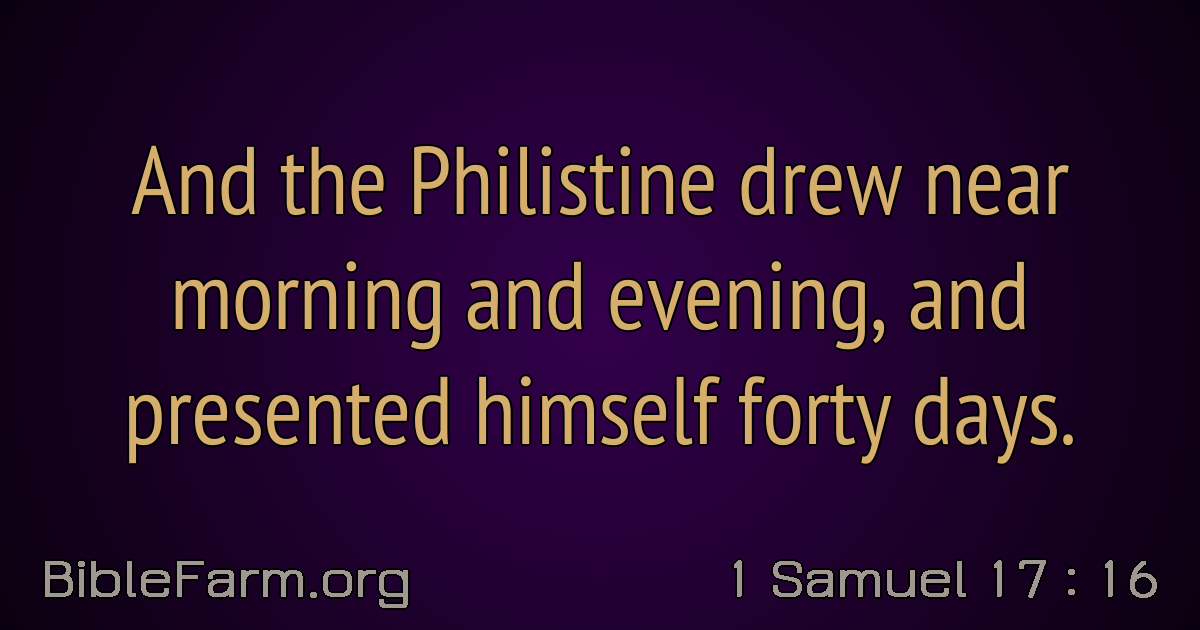 And the Philistine drew near
morning and evening, and
presented himself forty days.
BibleFarm.org
1 Samuel 17 : 16